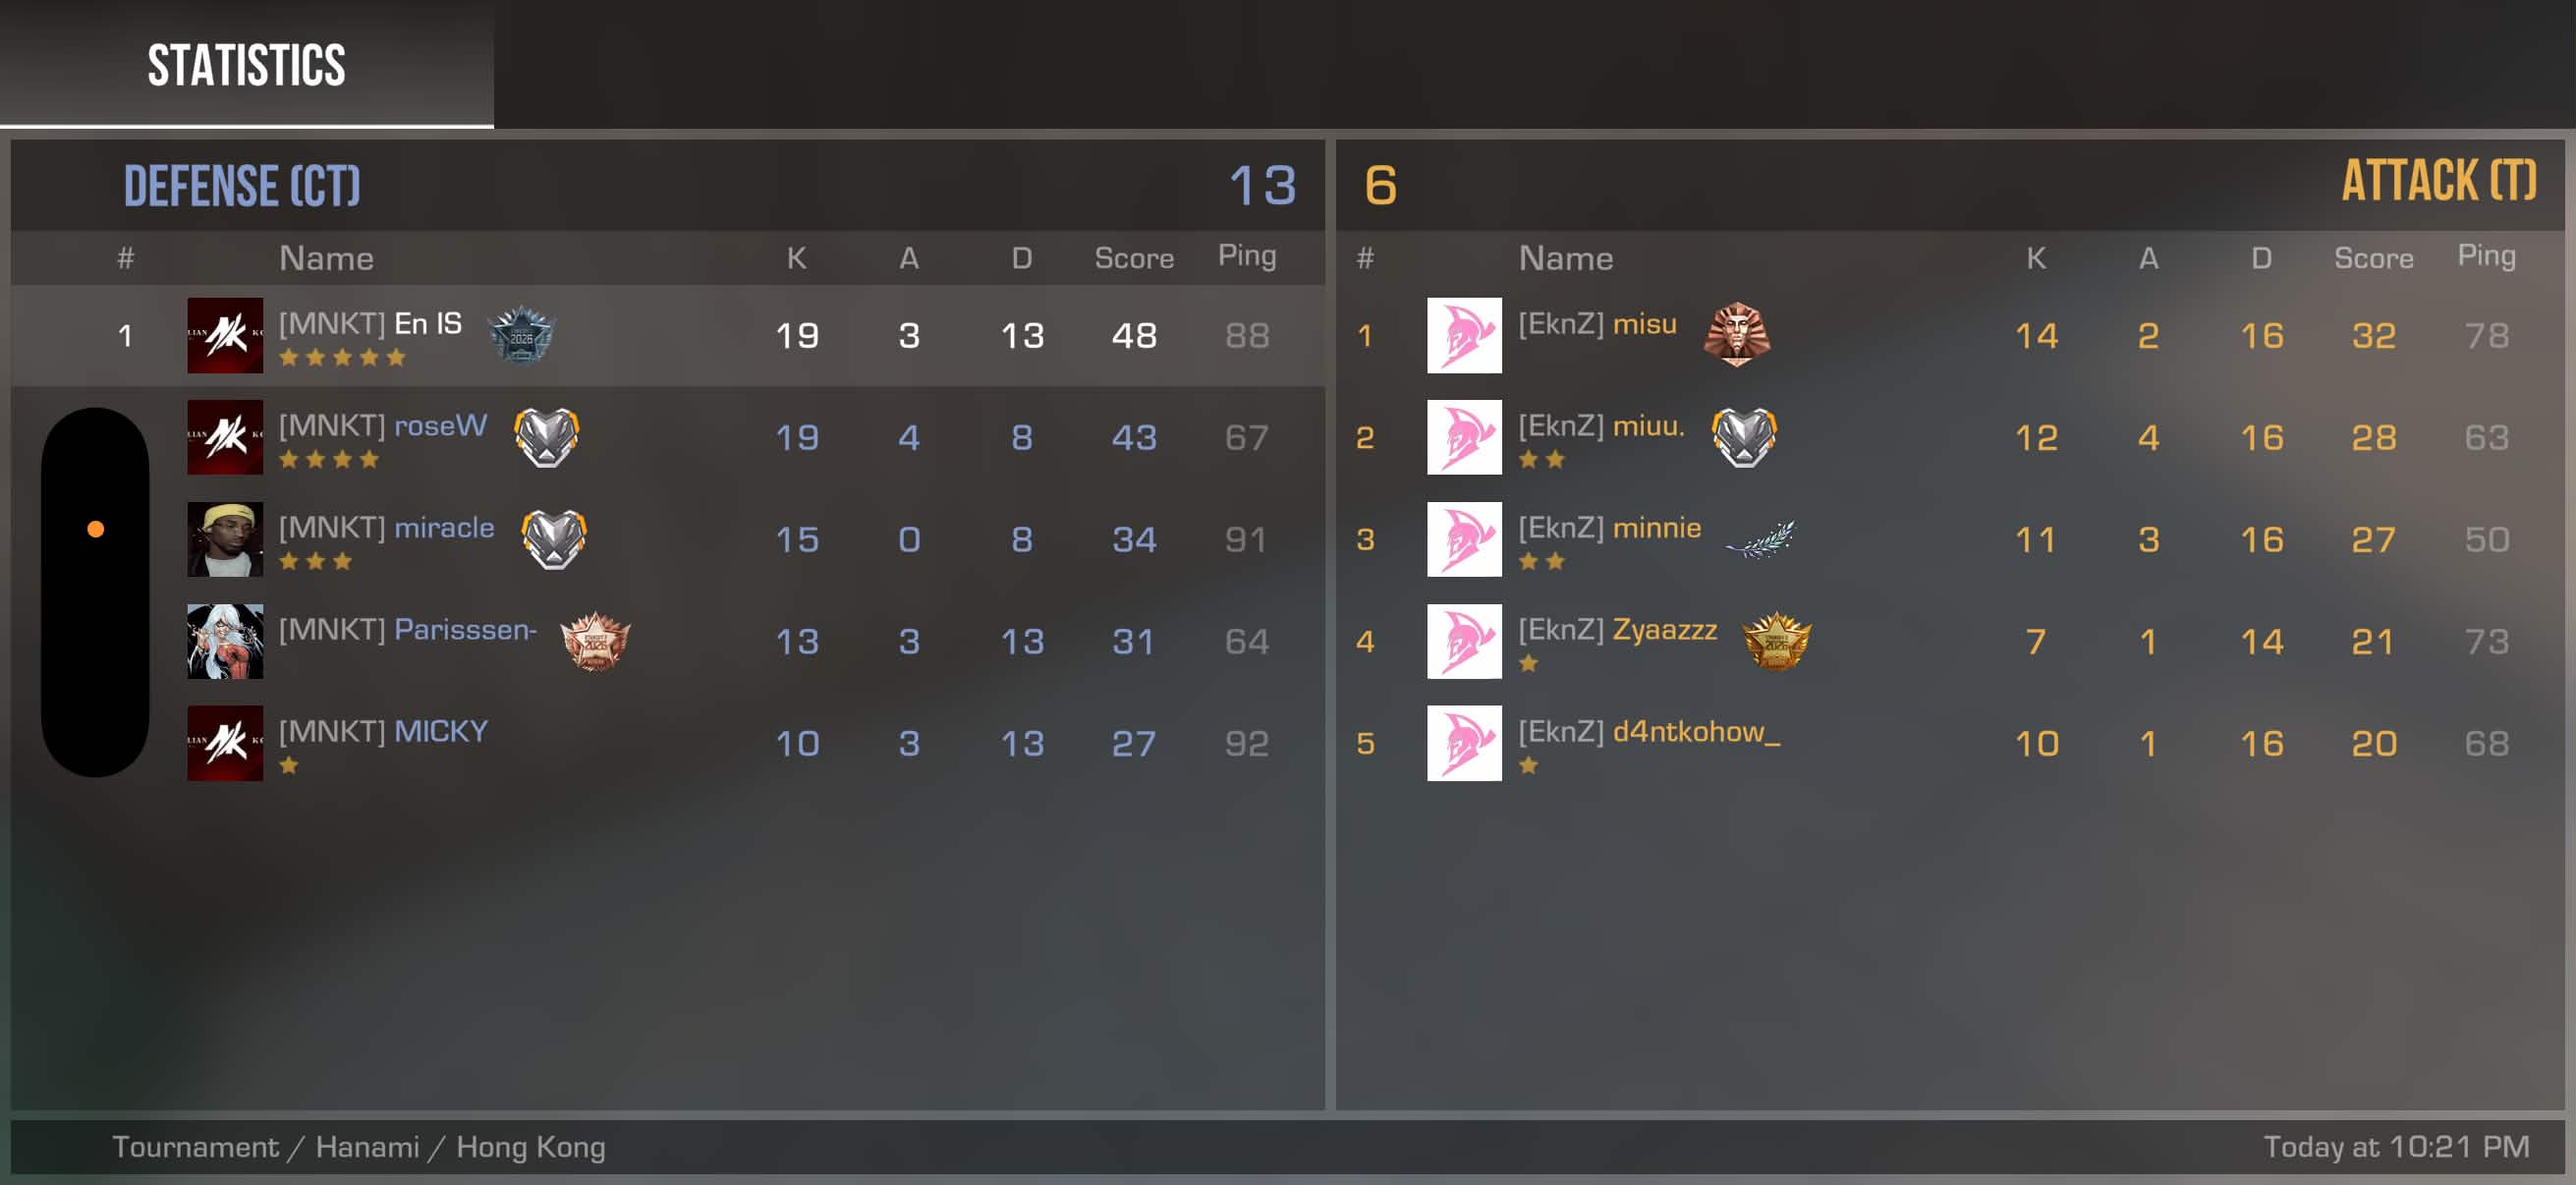 STATISTICS
DEFENSE (CT) 13
# Name K A D Score Ping
1 [MNKT] En IS 19 3 13 48 88
[MNKT] roseW 19 4 8 43 67
[MNKT] miracle 15 0 8 34 91
[MNKT] Parisssen- 13 3 13 31 64
[MNKT] MICKY 10 3 13 27 92
6 ATTACK (T)
# Name K A D Score Ping
1 [EknZ] misu 14 2 16 32 78
2 [EknZ] miuu. 12 4 16 28 63
3 [EknZ] minnie 11 3 16 27 50
4 [EknZ] Zyaazzz 7 1 14 21 73
5 [EknZ] d4ntkohow_ 10 1 16 20 68
Tournament / Hanami / Hong Kong
Today at 10:21 PM